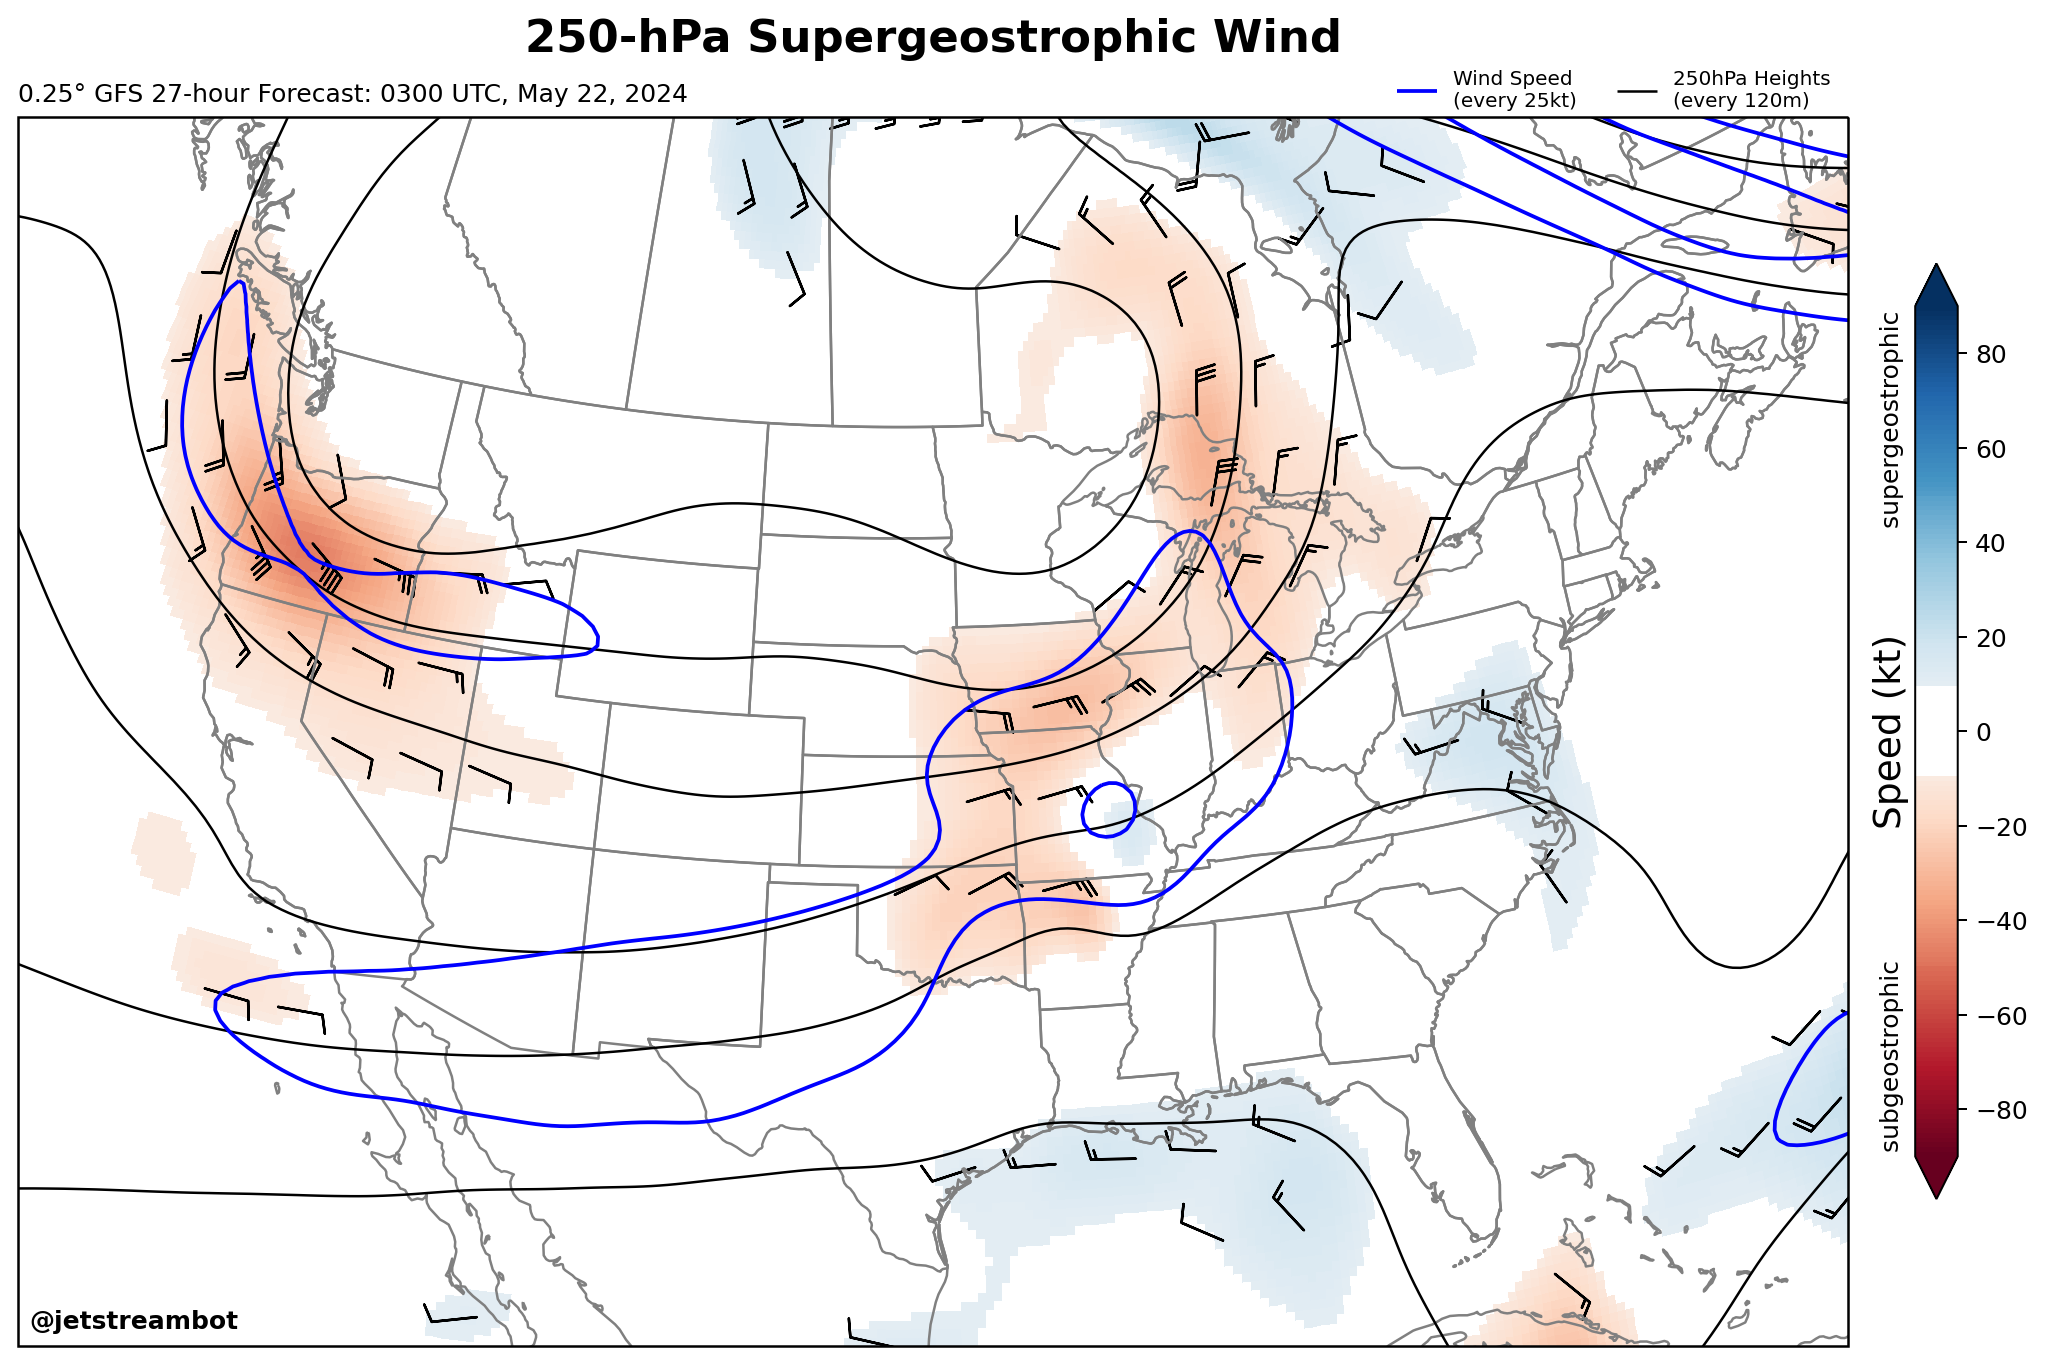 250-hPa Supergeostrophic Wind
0.25° GFS 27-hour Forecast: 0300 UTC, May 22, 2024
Wind Speed
(every 25kt)
250hPa Heights
(every 120m)
supergeostrophic
Speed (kt)
subgeostrophic
80
60
40
20
0
−20
−40
−60
−80
@jetstreambot